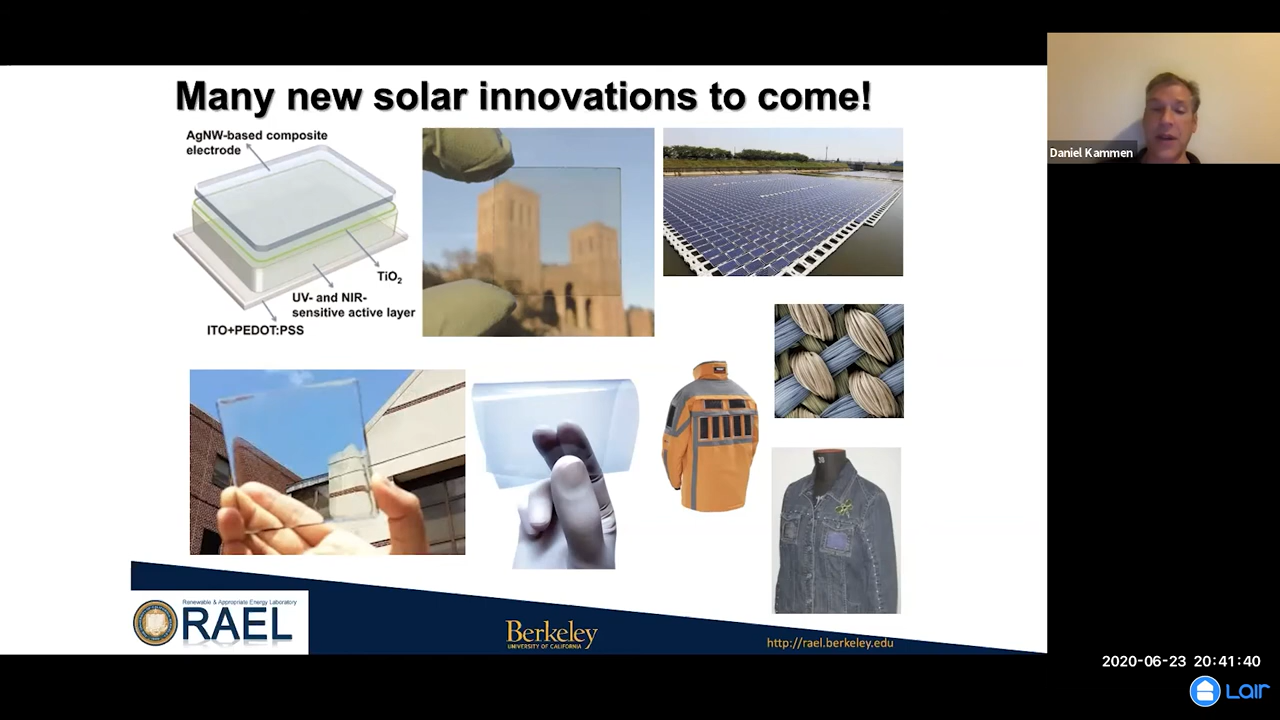 Many new solar innovations to come!
AgNW-based composite
electrode
TiO₂
UV- and NIR-
sensitive active layer
ITO+PEDOT:PSS
Daniel Kammen
Renewable & Appropriate Energy Laboratory
RAEL
Berkeley
UNIVERSITY OF CALIFORNIA
http://rael.berkeley.edu
2020-06-23 20:41:40
LAIR